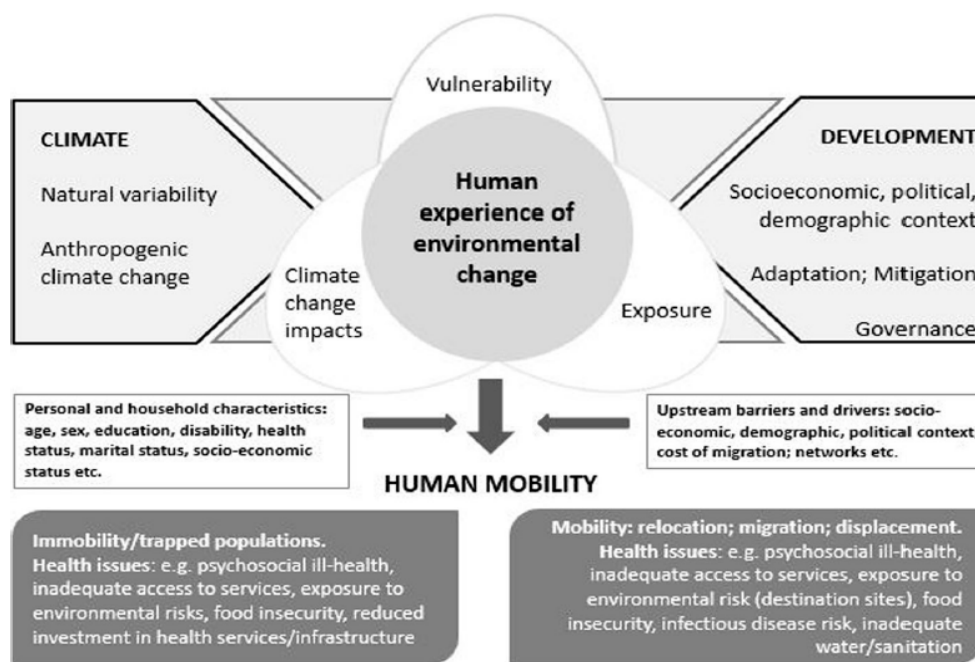 Vulnerability
CLIMATE
Natural variability
Anthropogenic
climate change
Human
experience of
environmental
change
DEVELOPMENT
Socioeconomic, political,
demographic context
Adaptation; Mitigation
Governance
Climate
change
impacts
Exposure
Personal and household characteristics:
age, sex, education, disability, health
status, marital status, socio-economic
status etc.
Upstream barriers and drivers: socio-
economic, demographic, political context
cost of migration; networks etc.
HUMAN MOBILITY
Immobility/trapped populations.
Health issues: e.g. psychosocial ill-health,
inadequate access to services, exposure to
environmental risks, food insecurity, reduced
investment in health services/infrastructure
Mobility: relocation; migration; displacement.
Health issues: e.g. psychosocial ill-health,
inadequate access to services, exposure to
environmental risk (destination sites), food
insecurity, infectious disease risk, inadequate
water/sanitation